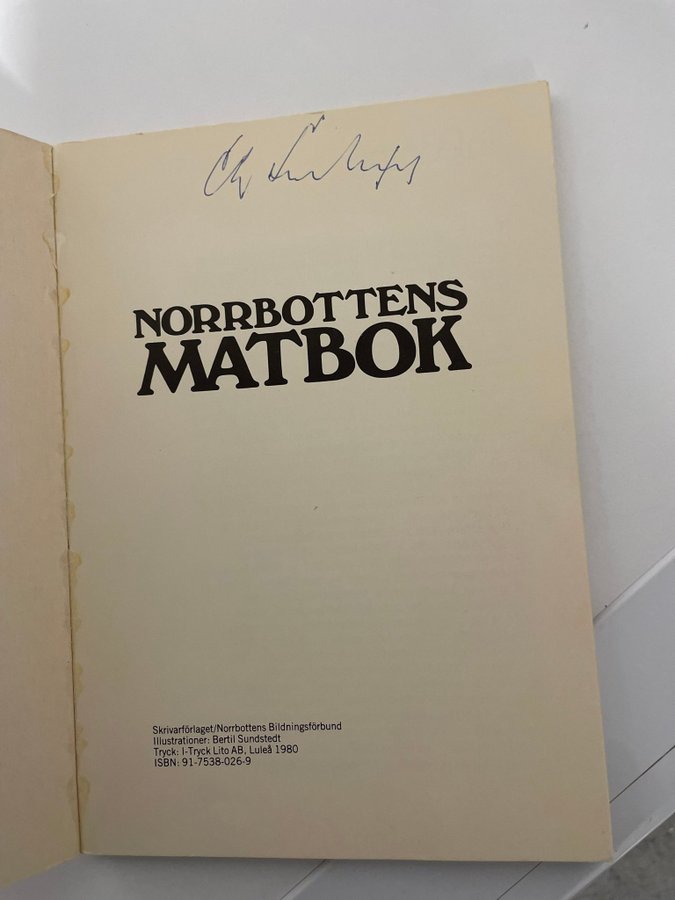 NORRBOTTENS
MATBOK
Skrivarförlaget/Norrbottens Bildningsförbund
Illustrationer: Bertil Sundstedt
Tryck: I-Tryck Lito AB, Luleå 1980
ISBN: 91-7538-026-9